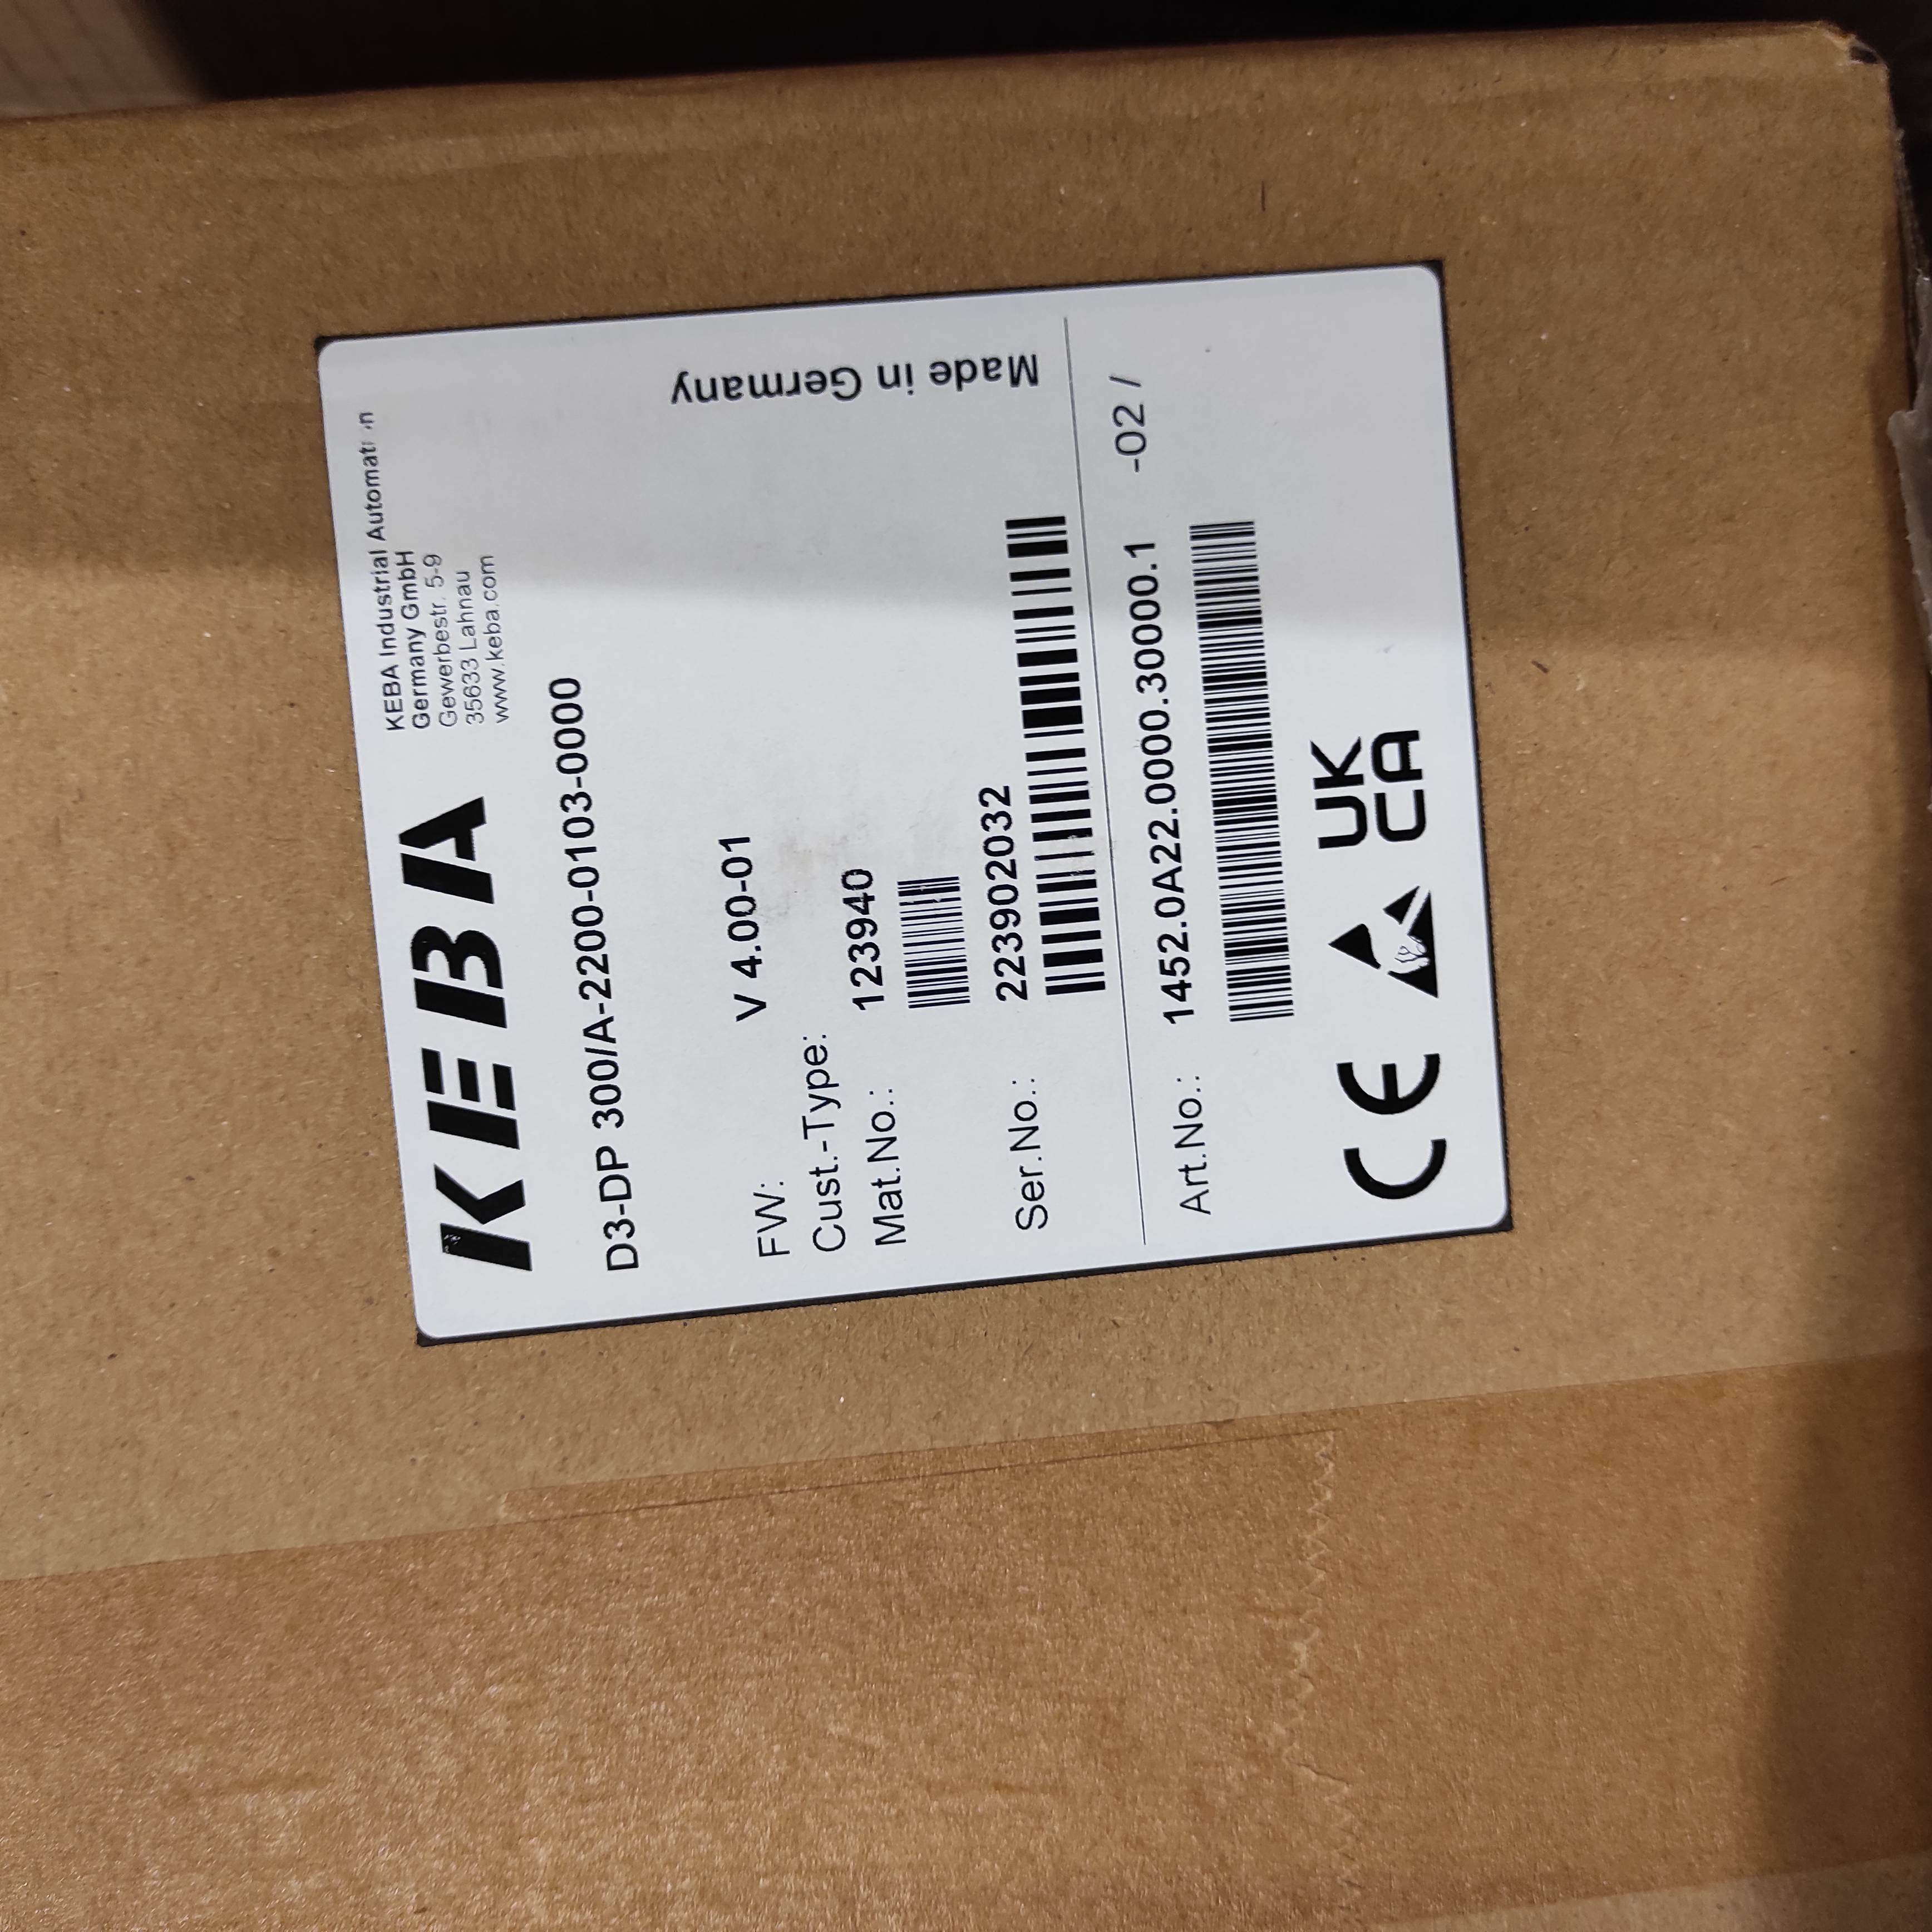 KEBA
KEBA Industrial Automation
Germany GmbH
Gewerbestr. 5-9
35633 Lahnau
www.keba.com
D3-DP 300/A-2200-0103-0000
FW: V 4.00-01
Cust.-Type:
Mat.No.: 123940
Ser.No.: 223902032
Made in Germany
Art.No.: 1452.0A22.0000.30000.1 -02 /
CE UK
CA